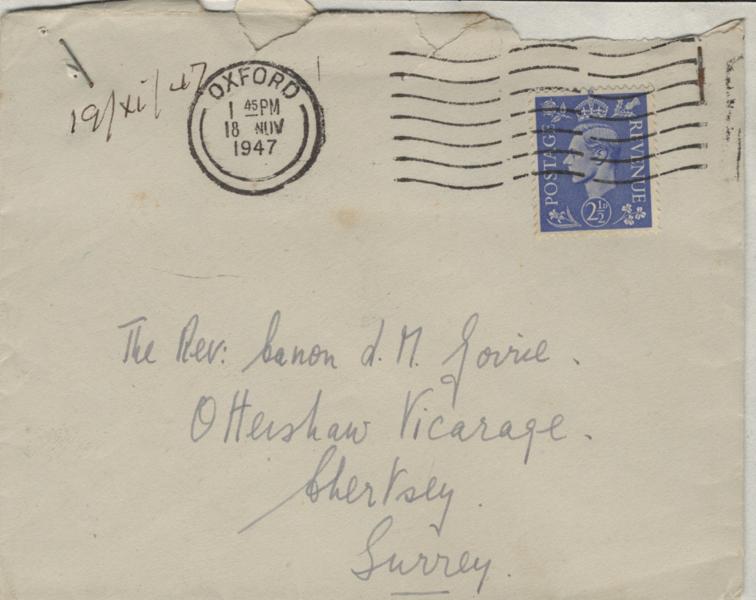 19/xi/47
OXFORD
1 45 PM
18 NOV
1947
POSTAGE REVENUE
2½D
The Rev: Canon d. M. Govrie.
Ottershaw Vicarage.
Chertsey.
Surrey.